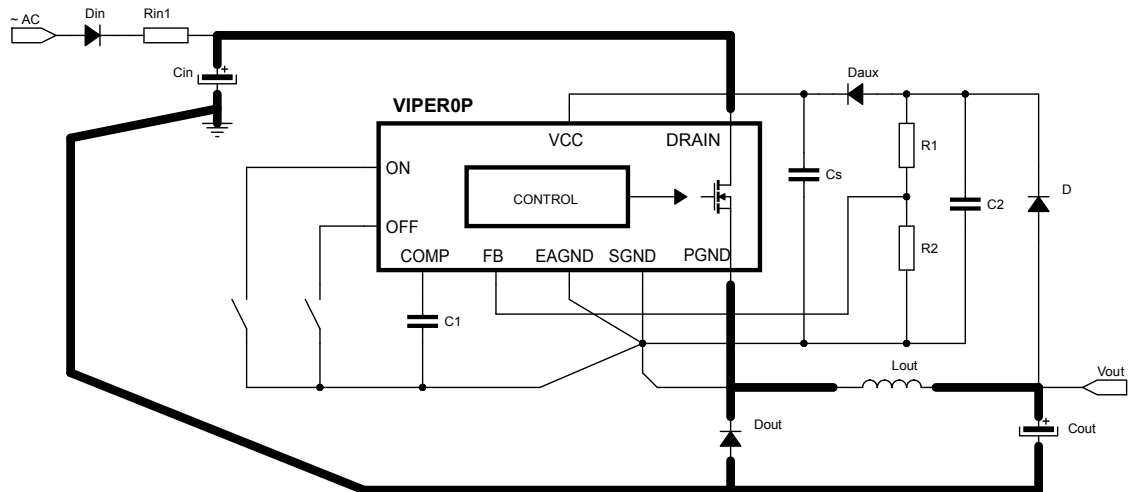 ~ AC
Din
Rin1
Cin
+
VIPER0P
Daux
VCC
DRAIN
R1
ON
CONTROL
Cs
D
C2
OFF
R2
COMP
FB
EAGND
SGND
PGND
C1
Lout
Vout
Dout
+
Cout